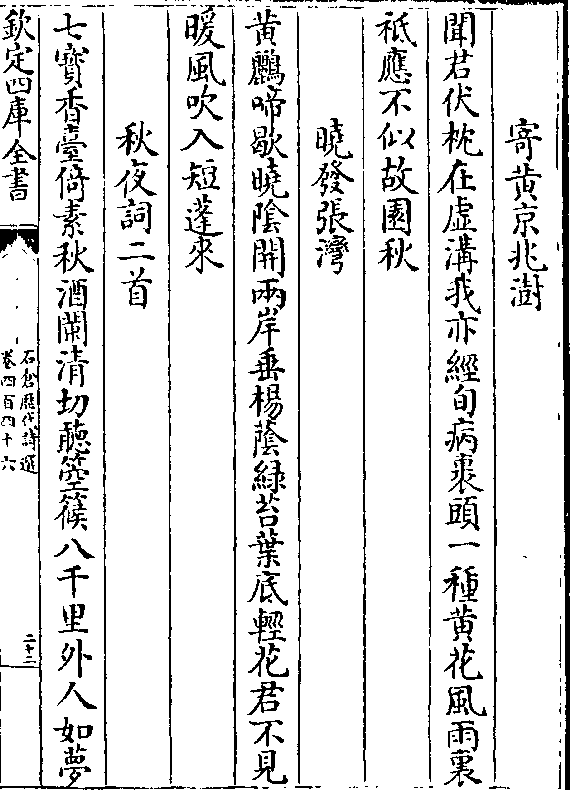 寄黄京兆澍
聞君伏枕在虚溝我亦經旬病裹頭一種黄花風雨裏
祗應不似故園秋
曉發張灣
黄鸝啼歇曉陰開兩岸垂楊蔭緑苔葉底輕花君不見
暖風吹入短蓬來
秋夜詞二首
七寳香臺倚素秋酒闌清切聽箜篌八千里外人如夢
欽定四庫全書
石倉歷代詩選
卷四百四十六
二十二